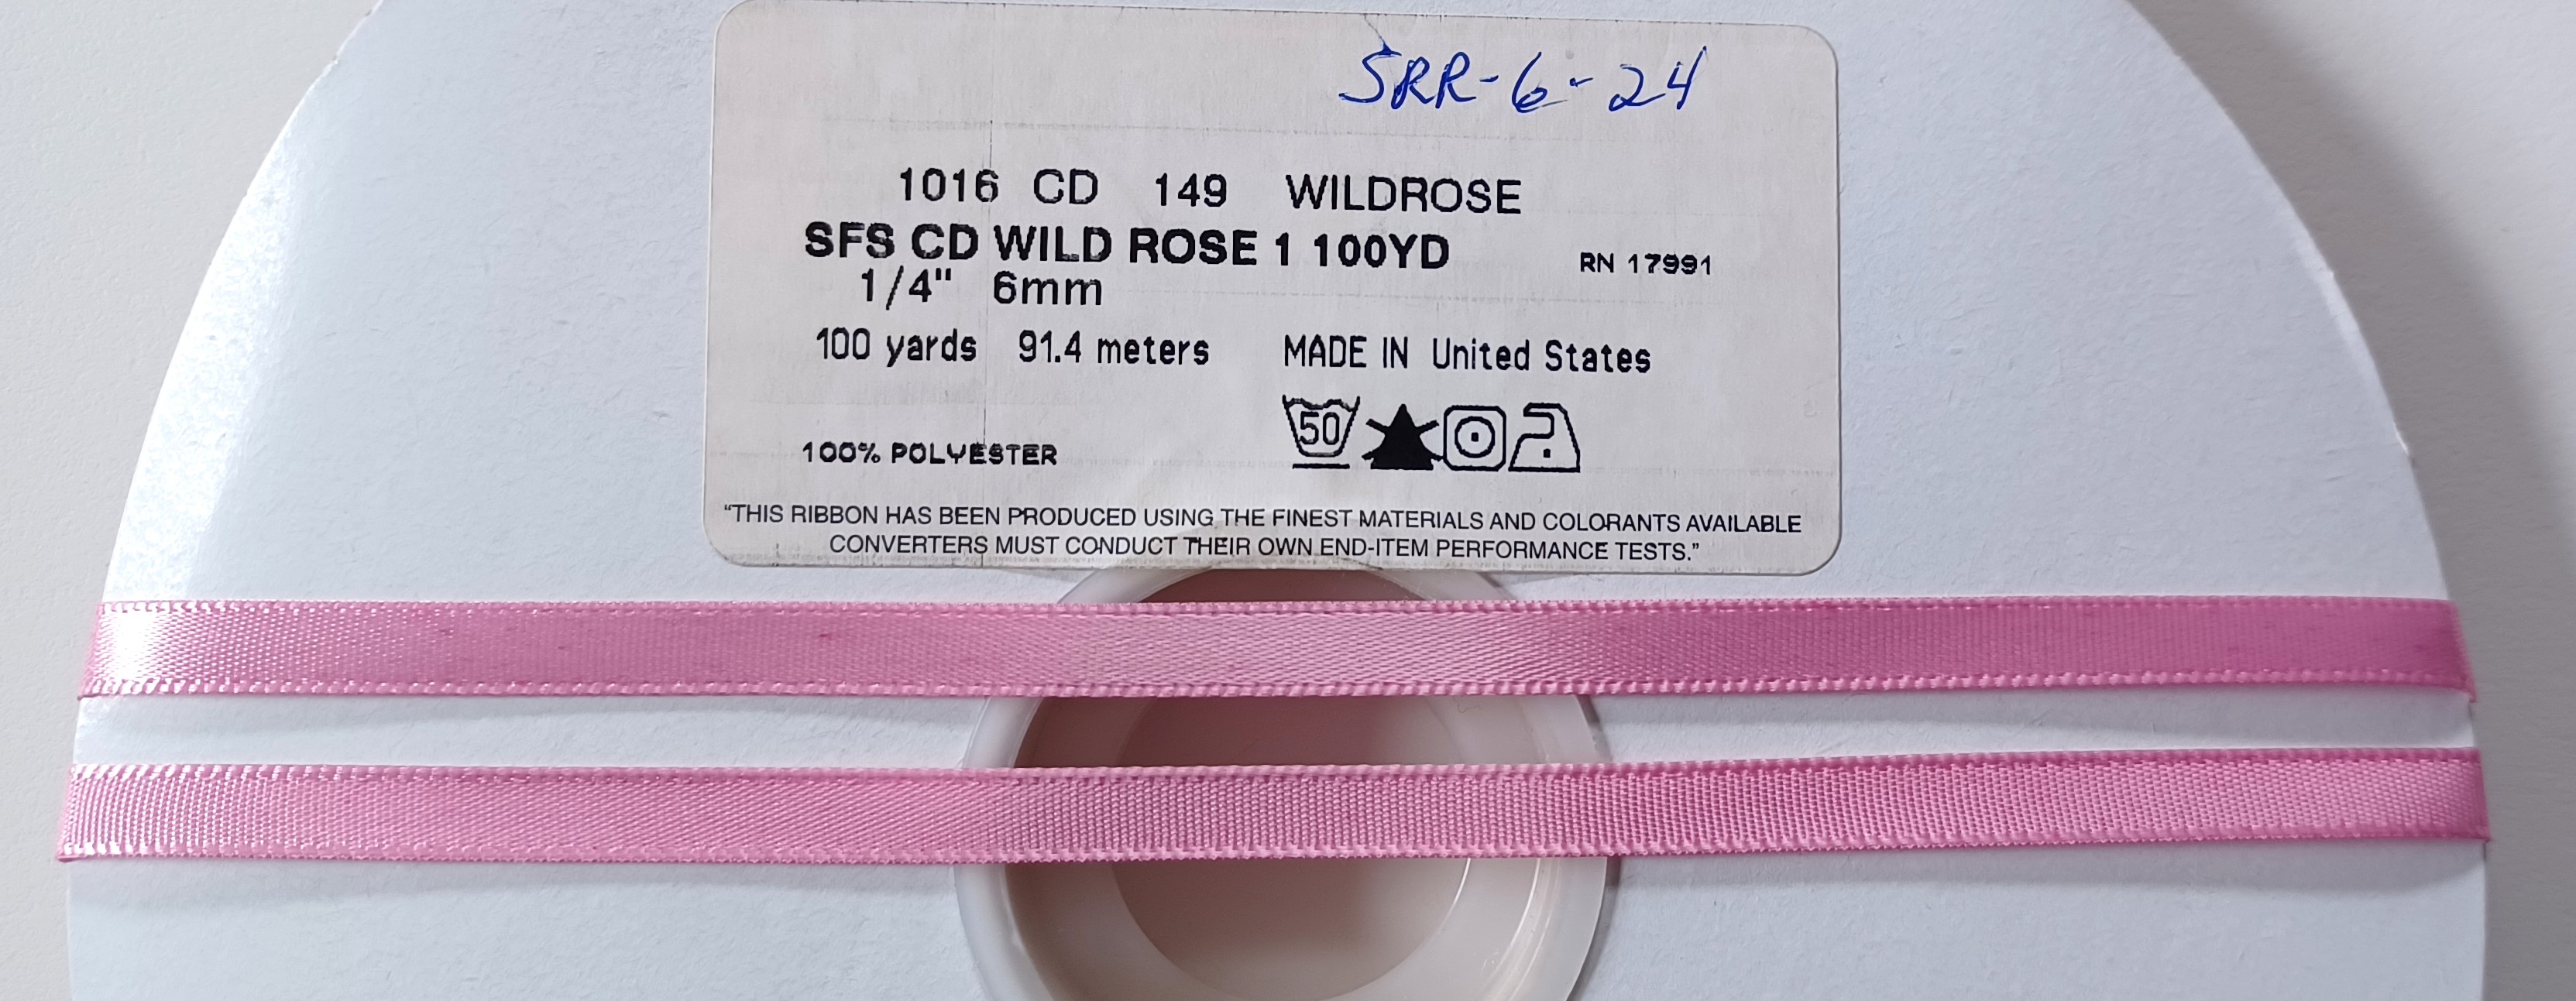 SRR-6-24
1016 CD 149 WILDROSE
SFS CD WILD ROSE 1 100YD RN 17991
1/4" 6mm
100 yards 91.4 meters MADE IN United States
50
100% POLYESTER
“THIS RIBBON HAS BEEN PRODUCED USING THE FINEST MATERIALS AND COLORANTS AVAILABLE
CONVERTERS MUST CONDUCT THEIR OWN END-ITEM PERFORMANCE TESTS.”